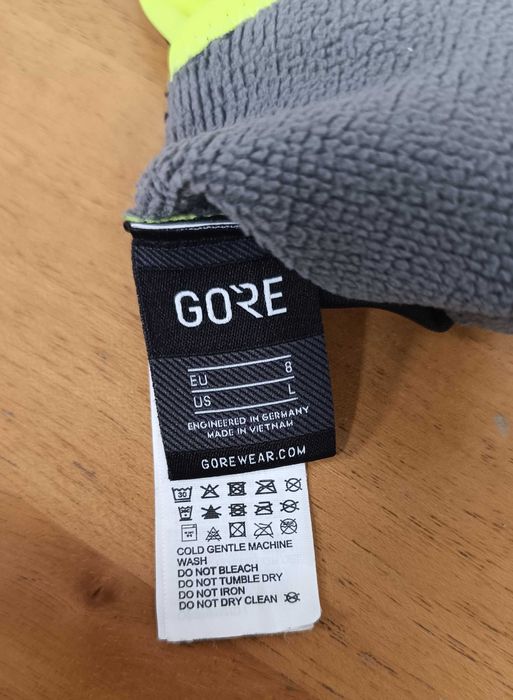 GORE
EU 8
US L
ENGINEERED IN GERMANY
MADE IN VIETNAM
GOREWEAR.COM
30
COLD GENTLE MACHINE
WASH
DO NOT BLEACH
DO NOT TUMBLE DRY
DO NOT IRON
DO NOT DRY CLEAN